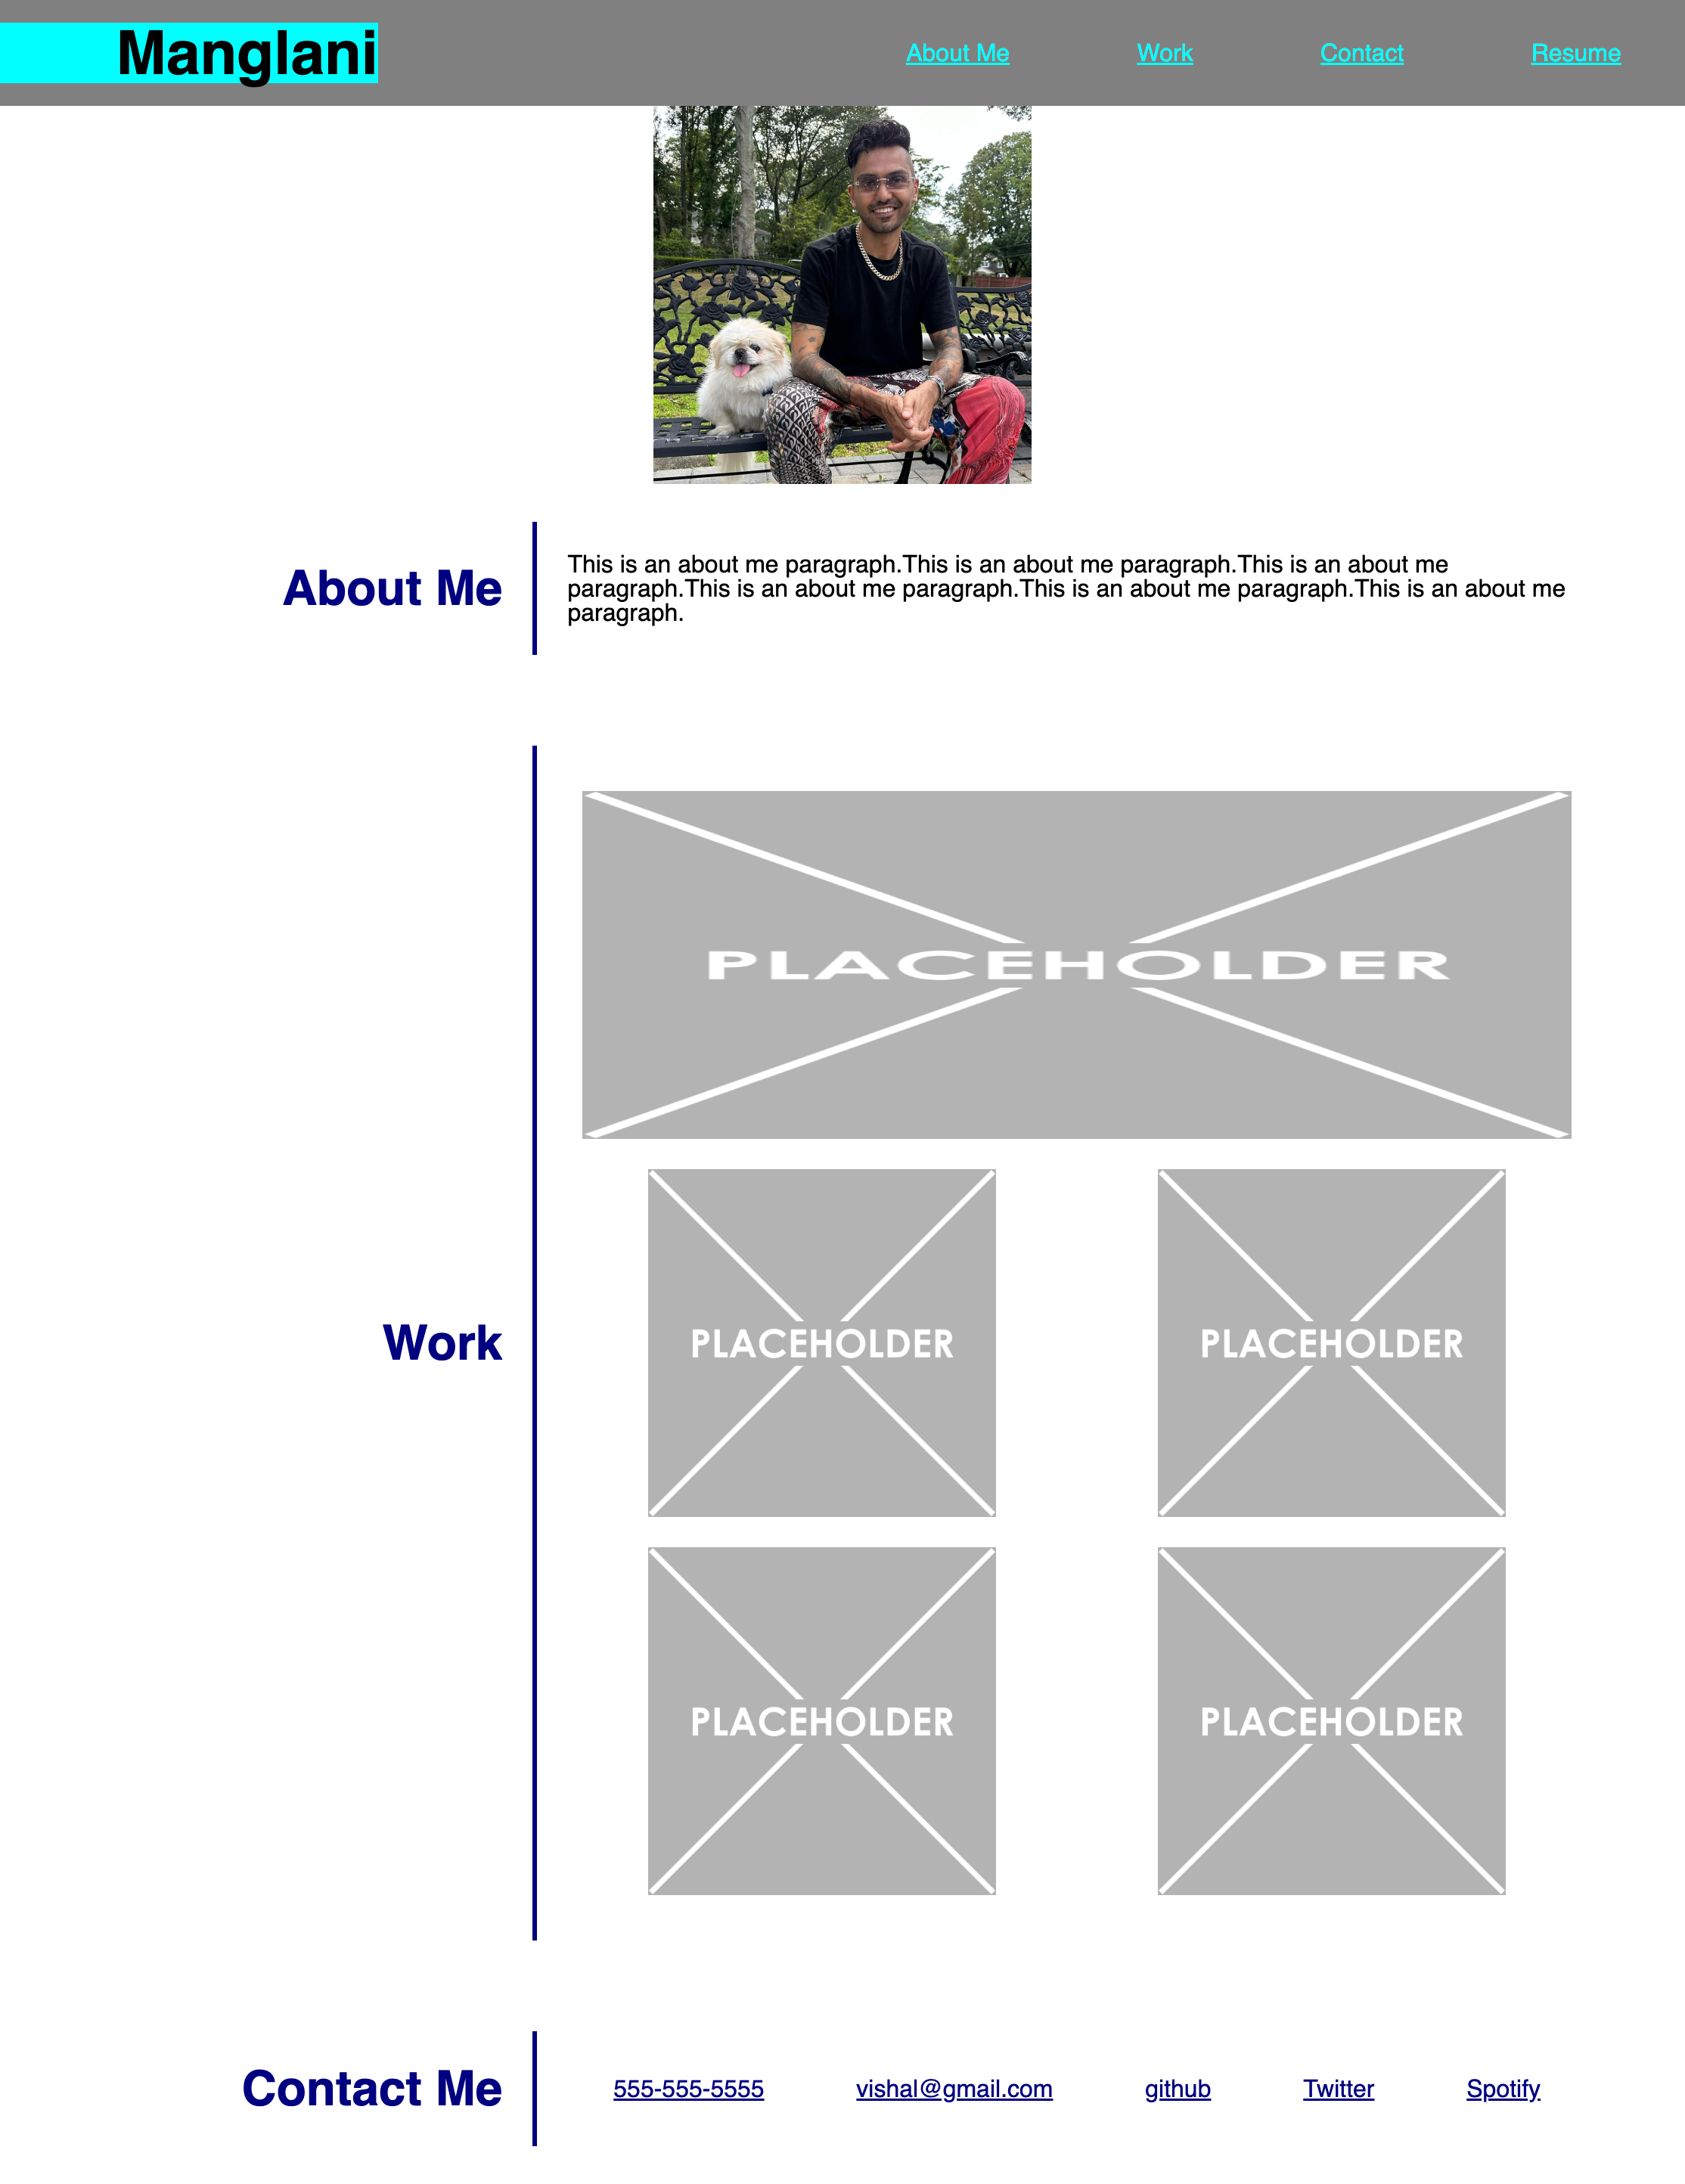 Manglani
About Me Work Contact Resume
About Me
This is an about me paragraph.This is an about me paragraph.This is an about me
paragraph.This is an about me paragraph.This is an about me paragraph.This is an about me
paragraph.
Work
PLACEHOLDER
PLACEHOLDER PLACEHOLDER
PLACEHOLDER PLACEHOLDER
Contact Me
555-555-5555 vishal@gmail.com github Twitter Spotify